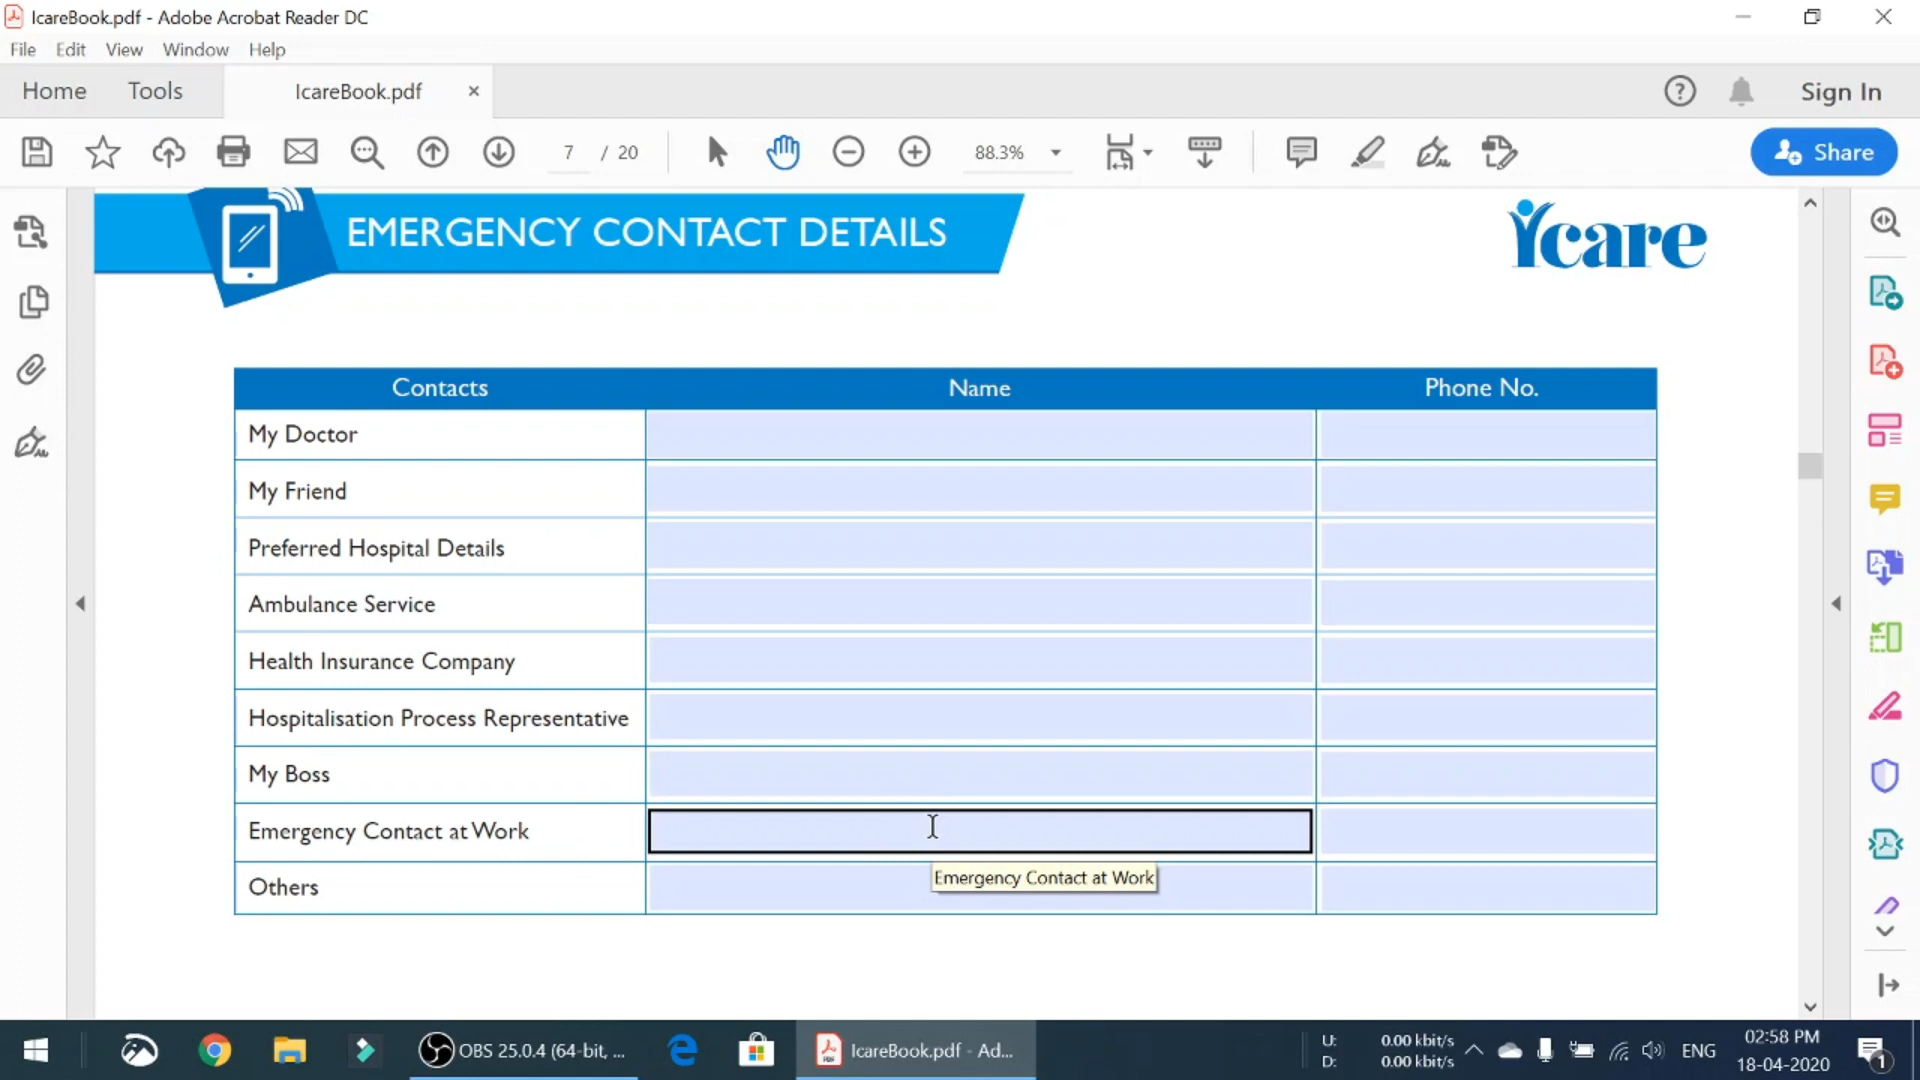 IcareBook.pdf - Adobe Acrobat Reader DC
File Edit View Window Help
Home Tools IcareBook.pdf × ? Sign In
7 / 20 88.3% Share
EMERGENCY CONTACT DETAILS
Ycare
Contacts Name Phone No.
My Doctor
My Friend
Preferred Hospital Details
Ambulance Service
Health Insurance Company
Hospitalisation Process Representative
My Boss
Emergency Contact at Work
Emergency Contact at Work
Others
OBS 25.0.4 (64-bit, ...
IcareBook.pdf - Ad...
U: 0.00 kbit/s
D: 0.00 kbit/s
ENG
02:58 PM
18-04-2020
1